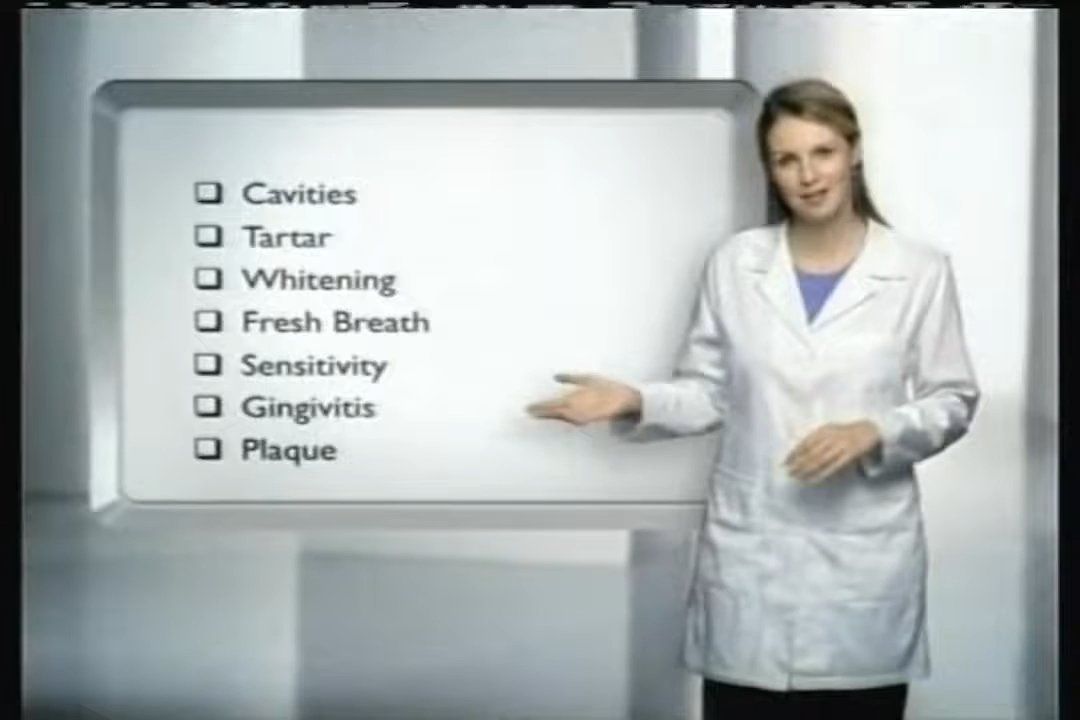 Cavities
Tartar
Whitening
Fresh Breath
Sensitivity
Gingivitis
Plaque